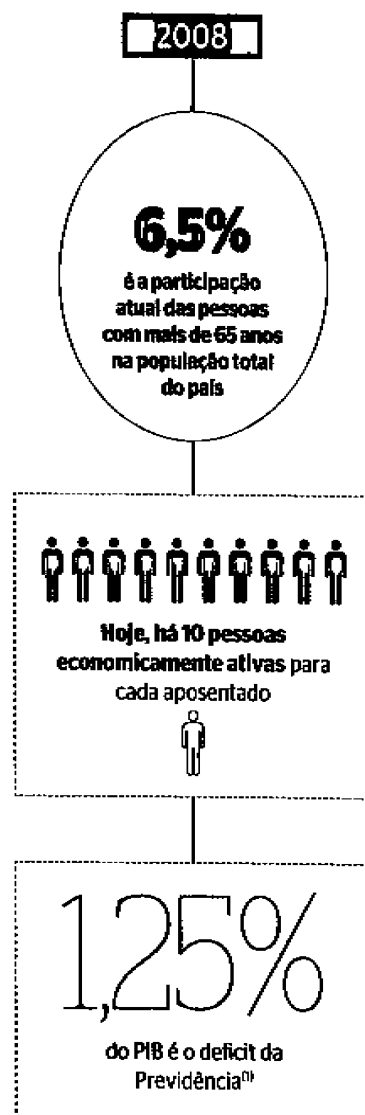 2008
6,5%
é a participação
atual das pessoas
com mais de 65 anos
na população total
do país
Hoje, há 10 pessoas
economicamente ativas para
cada aposentado
1,25%
do PIB é o deficit da
Previdência⁽¹⁾